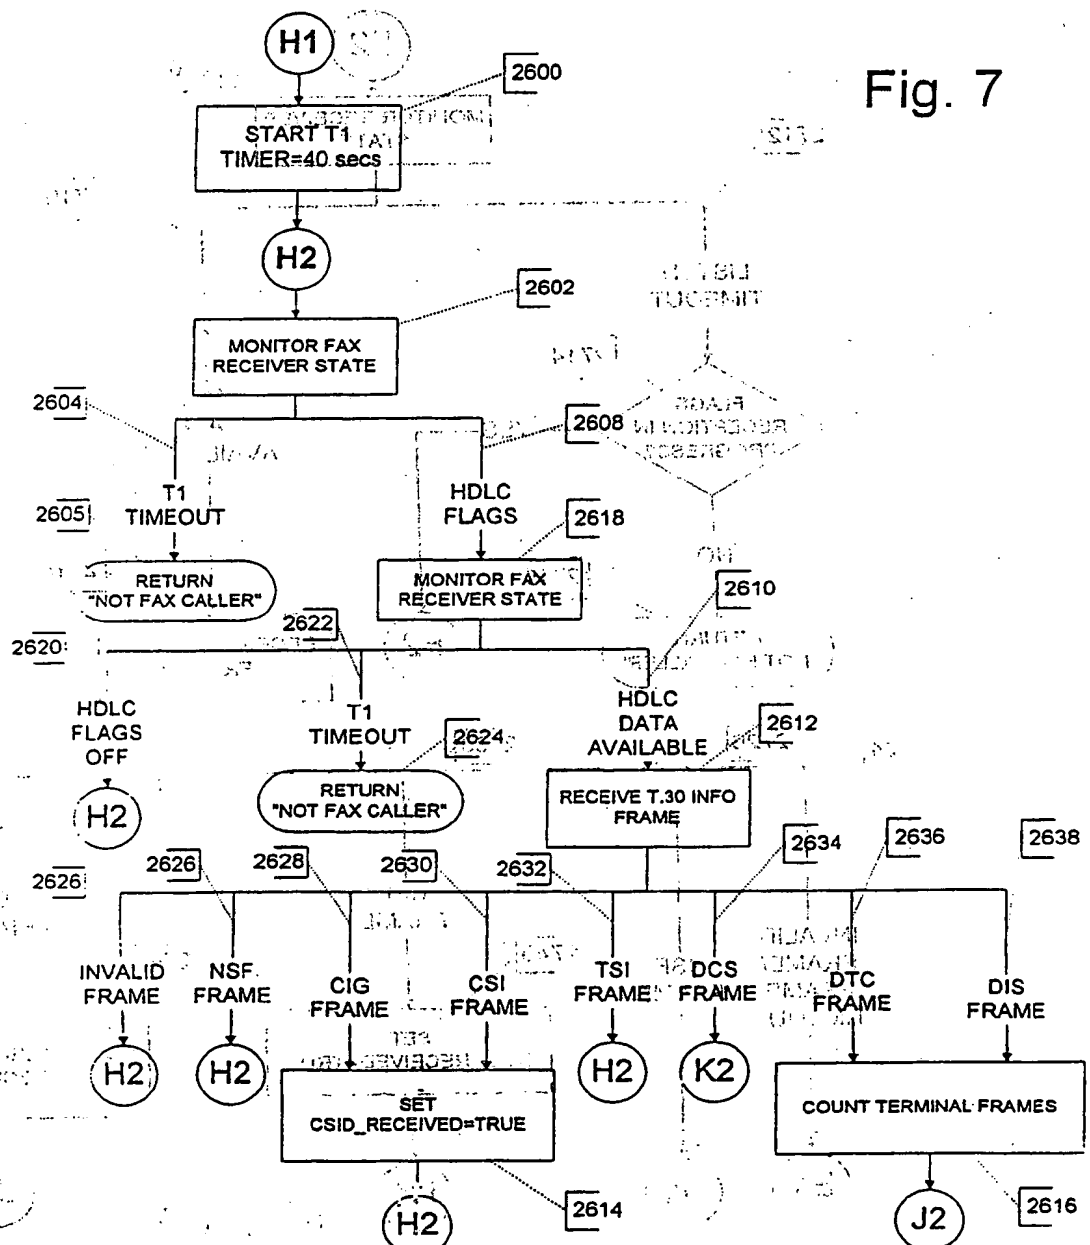 H1
2600
Fig. 7
START T1
TIMER=40 secs
H2
2602
MONITOR FAX
RECEIVER STATE
2604
2608
T1
TIMEOUT
HDLC
FLAGS
2605
2618
RETURN
"NOT FAX CALLER"
MONITOR FAX
RECEIVER STATE
2610
2620
2622
HDLC
FLAGS
OFF
T1
TIMEOUT
HDLC
DATA
AVAILABLE
2624
2612
H2
RETURN
"NOT FAX CALLER"
RECEIVE T.30 INFO
FRAME
2626
2626
2628
2630
2632
2634
2636
2638
INVALID
FRAME
NSF
FRAME
CIG
FRAME
CSI
FRAME
TSI
FRAME
DCS
FRAME
DTC
FRAME
DIS
FRAME
H2
H2
H2
K2
SET
CSID_RECEIVED=TRUE
COUNT TERMINAL FRAMES
2614
2616
H2
J2